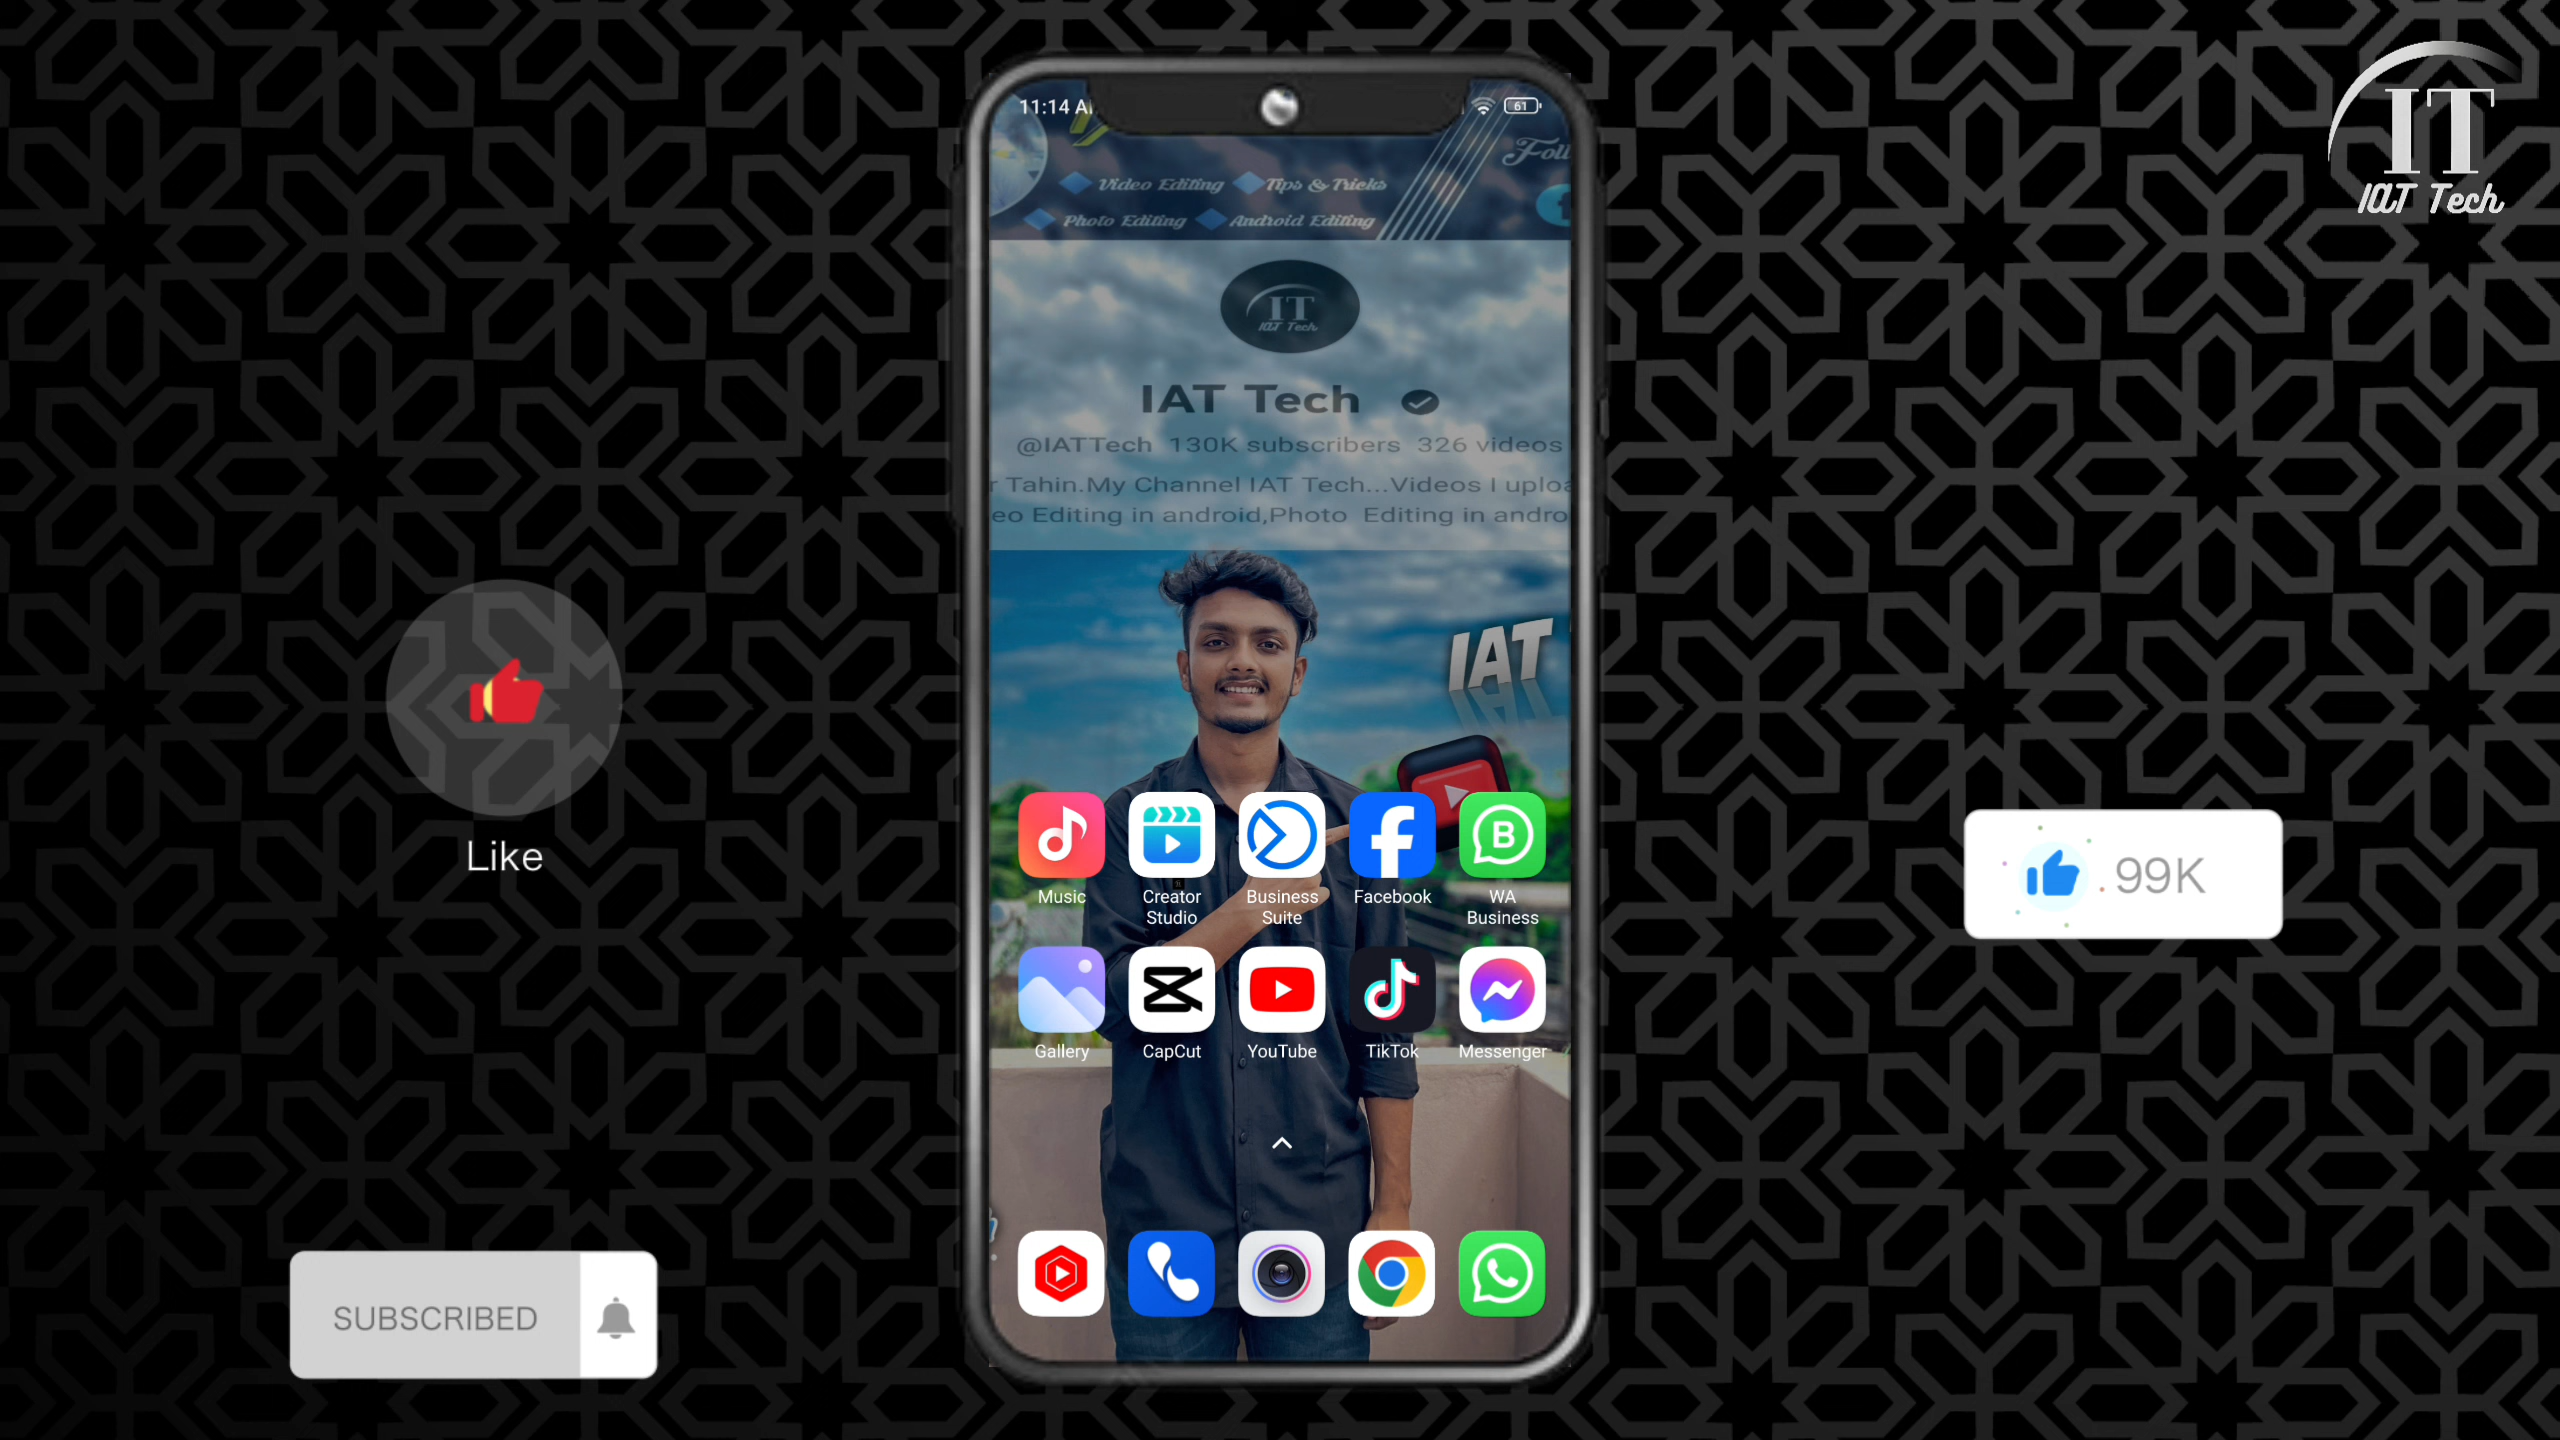 IT
IAT Tech
11:14 A
61
Foll
Video Editing Tips & Tricks
Photo Editing Android Editing
IT
IAT Tech
IAT Tech
@IATTech 130K subscribers 326 videos
r Tahin.My Channel IAT Tech...Videos I uploa
eo Editing in android,Photo Editing in andro
IAT
Like
.99K
Music
Creator Studio
Business Suite
Facebook
B
WA Business
Gallery
CapCut
YouTube
TikTok
Messenger
SUBSCRIBED